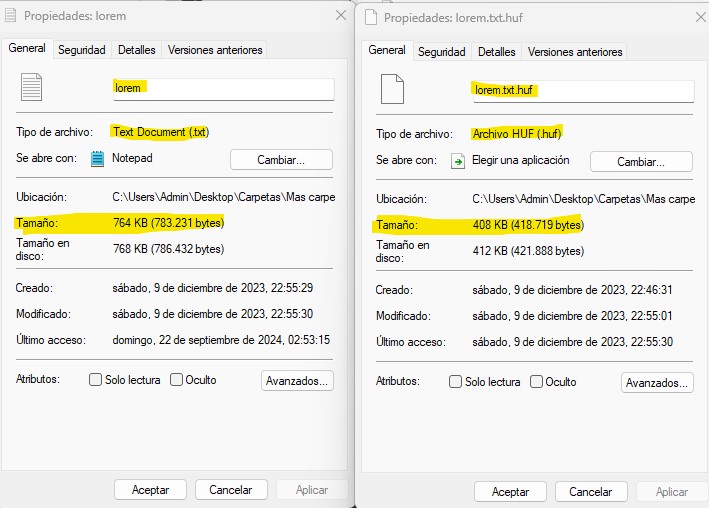 Propiedades: lorem
General Seguridad Detalles Versiones anteriores
lorem
Tipo de archivo: Text Document (.txt)
Se abre con: Notepad Cambiar...
Ubicación: C:\Users\Admin\Desktop\Carpetas\Mas carpe
Tamaño: 764 KB (783.231 bytes)
Tamaño en disco: 768 KB (786.432 bytes)
Creado: sábado, 9 de diciembre de 2023, 22:55:29
Modificado: sábado, 9 de diciembre de 2023, 22:55:30
Último acceso: domingo, 22 de septiembre de 2024, 02:53:15
Atributos: Solo lectura Oculto Avanzados...
Aceptar Cancelar Aplicar
Propiedades: lorem.txt.huf
General Seguridad Detalles Versiones anteriores
lorem.txt.huf
Tipo de archivo: Archivo HUF (.huf)
Se abre con: Elegir una aplicación Cambiar...
Ubicación: C:\Users\Admin\Desktop\Carpetas\Mas carpe
Tamaño: 408 KB (418.719 bytes)
Tamaño en disco: 412 KB (421.888 bytes)
Creado: sábado, 9 de diciembre de 2023, 22:46:31
Modificado: sábado, 9 de diciembre de 2023, 22:55:01
Último acceso: sábado, 9 de diciembre de 2023, 22:55:30
Atributos: Solo lectura Oculto Avanzados...
Aceptar Cancelar Aplicar